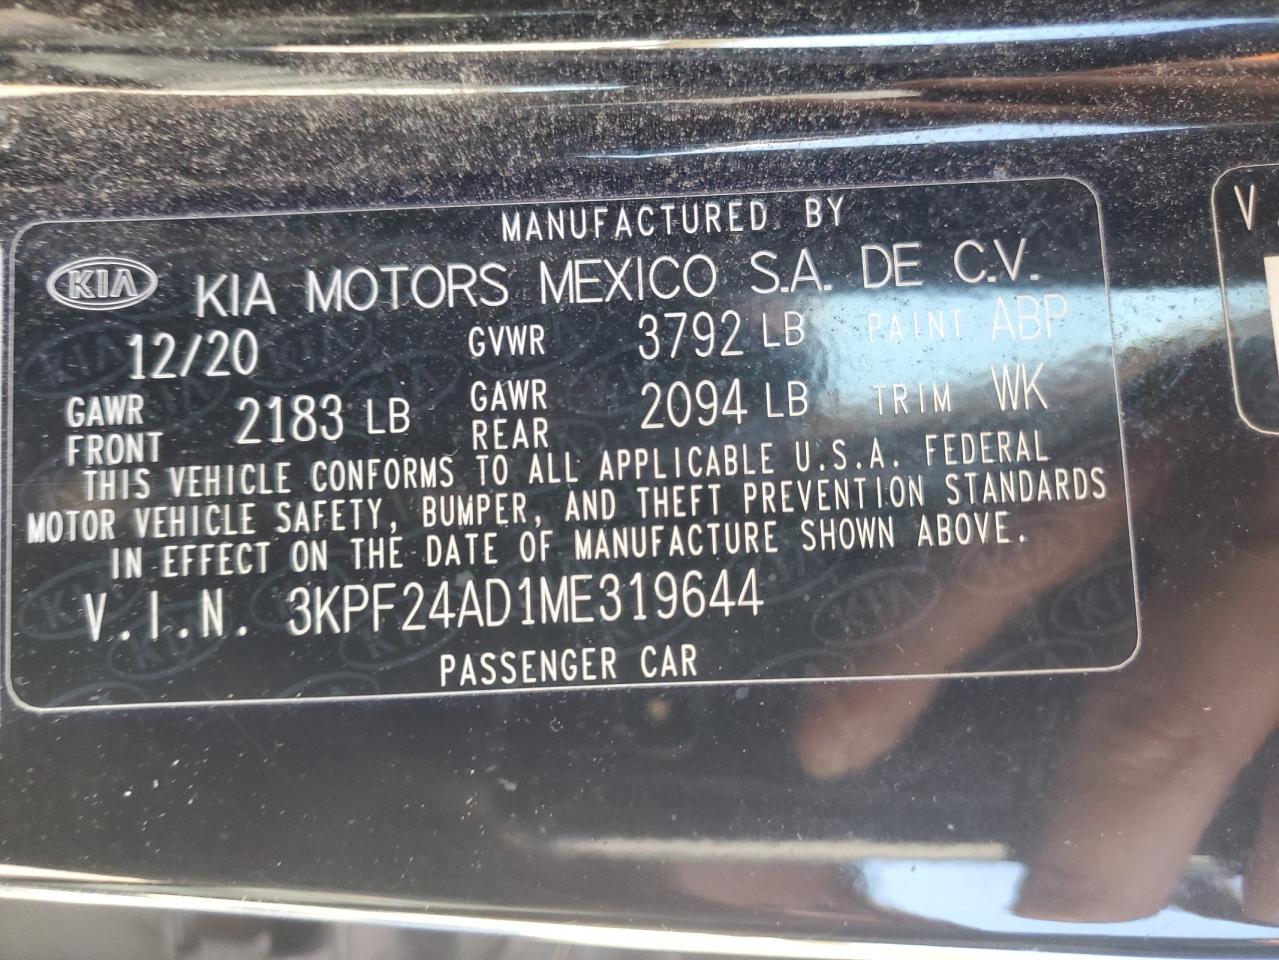 MANUFACTURED BY
KIA KIA MOTORS MEXICO S.A. DE C.V.
12/20 GVWR 3792 LB PAINT ABP
GAWR FRONT 2183 LB GAWR REAR 2094 LB TRIM WK
THIS VEHICLE CONFORMS TO ALL APPLICABLE U.S.A. FEDERAL
MOTOR VEHICLE SAFETY, BUMPER, AND THEFT PREVENTION STANDARDS
IN EFFECT ON THE DATE OF MANUFACTURE SHOWN ABOVE.
V.I.N. 3KPF24AD1ME319644
PASSENGER CAR
V